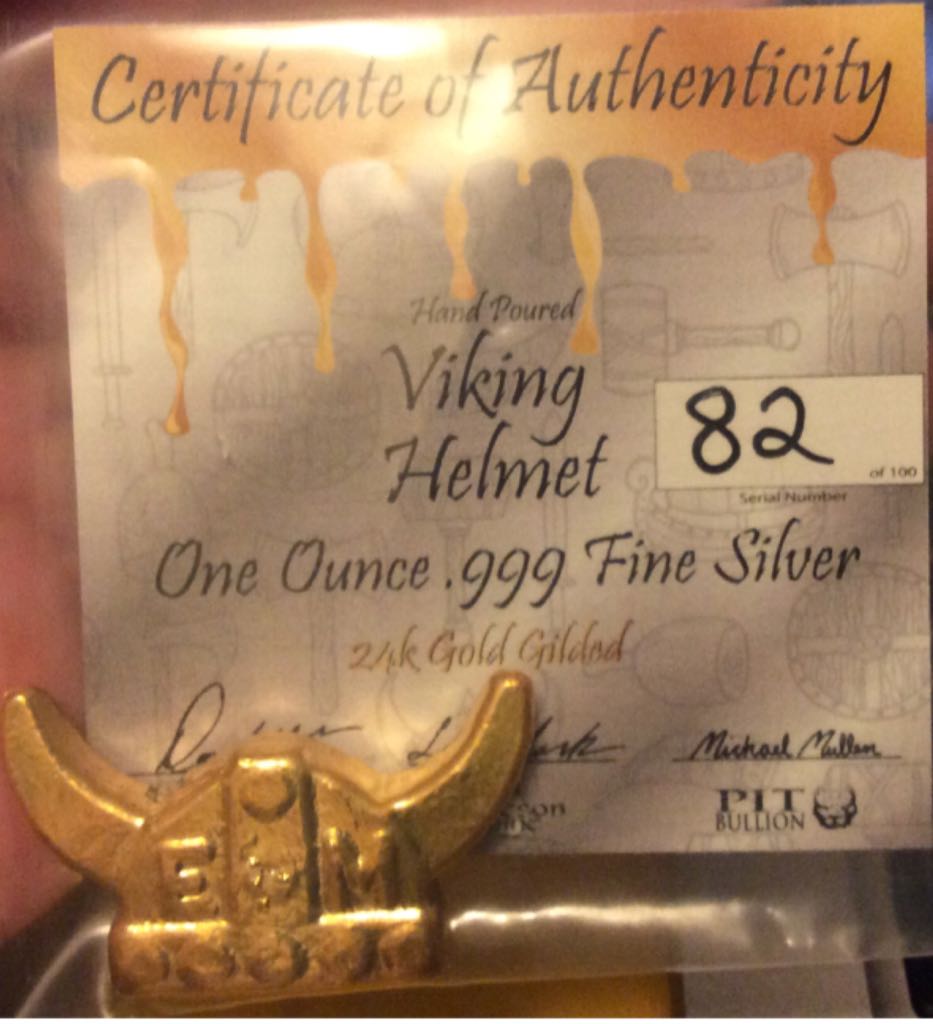 Certificate of Authenticity
Hand Poured
Viking
Helmet
82
of 100
Serial Number
One Ounce .999 Fine Silver
24k Gold Gilded
Michael Mullen
PIT
BULLION
E M